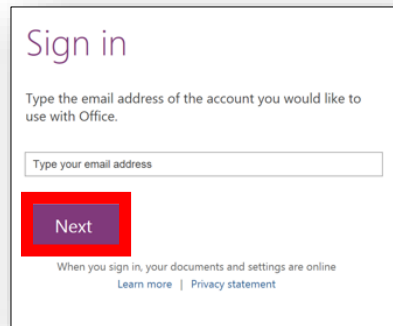 Sign in
Type the email address of the account you would like to
use with Office.
Type your email address
Next
When you sign in, your documents and settings are online
Learn more | Privacy statement